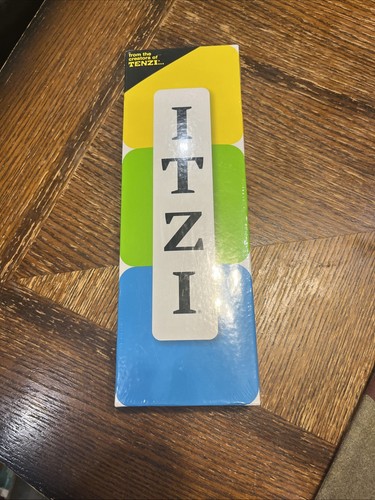 from the
creators of
TENZI
I
T
Z
I